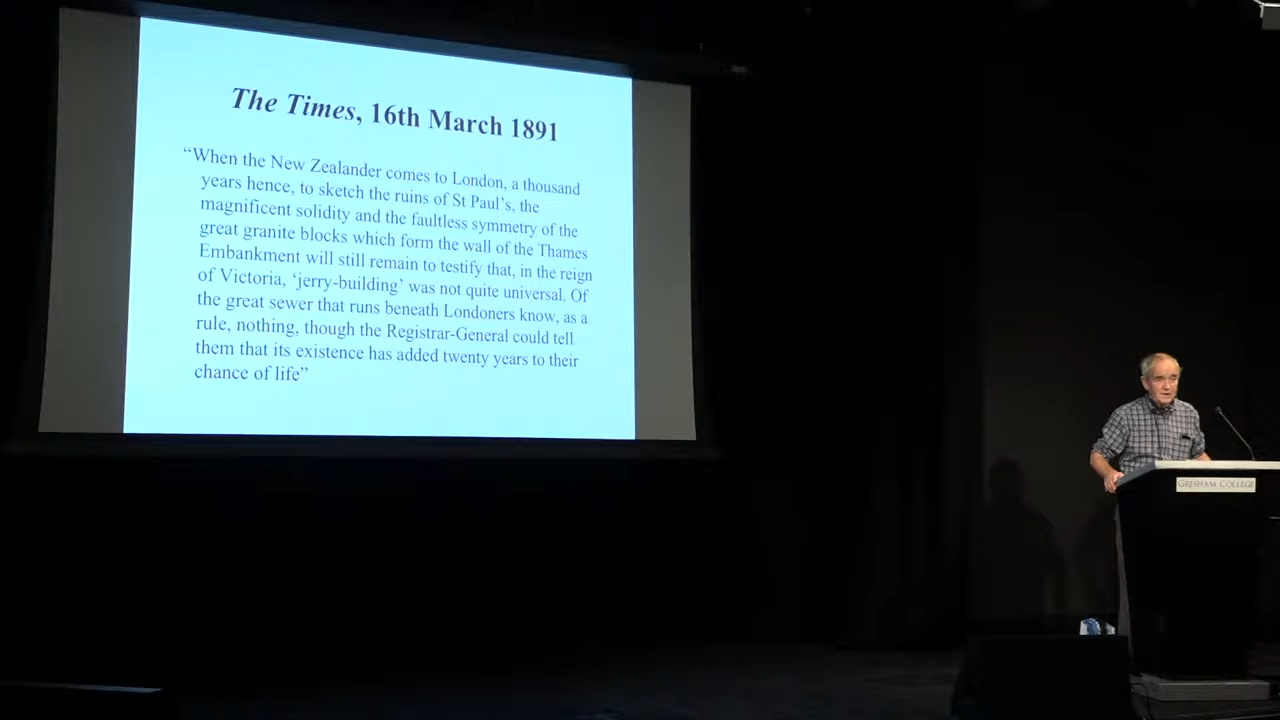 The Times, 16th March 1891
“When the New Zealander comes to London, a thousand
years hence, to sketch the ruins of St Paul’s, the
magnificent solidity and the faultless symmetry of the
great granite blocks which form the wall of the Thames
Embankment will still remain to testify that, in the reign
of Victoria, ‘jerry-building’ was not quite universal. Of
the great sewer that runs beneath Londoners know, as a
rule, nothing, though the Registrar-General could tell
them that its existence has added twenty years to their
chance of life”
GRESHAM COLLEGE